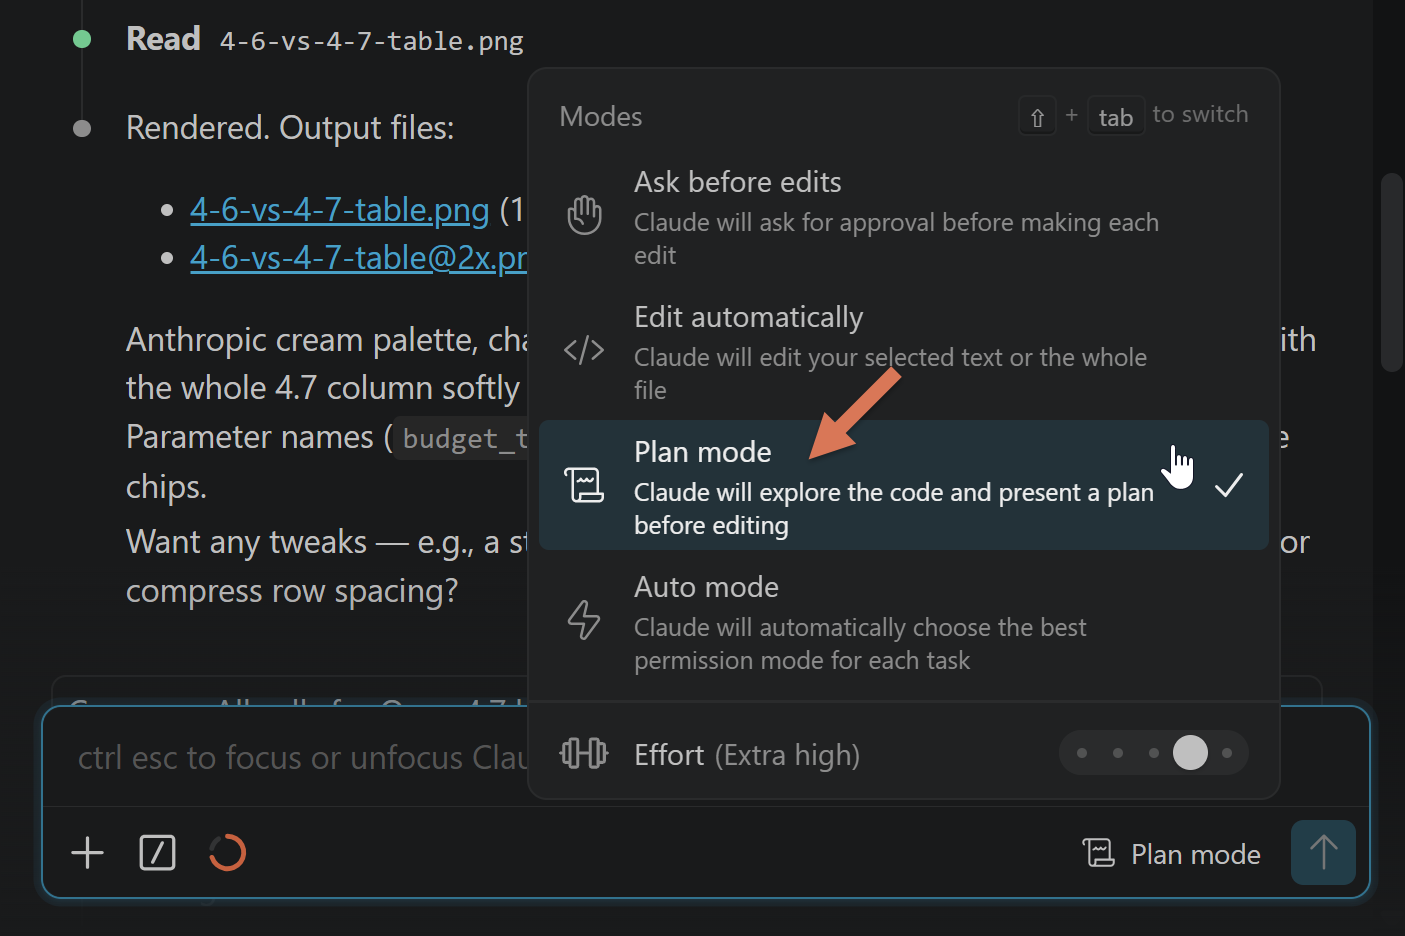 Read 4-6-vs-4-7-table.png
Rendered. Output files:
4-6-vs-4-7-table.png (1
4-6-vs-4-7-table@2x.pn
Anthropic cream palette, cha
ith
the whole 4.7 column softly
Parameter names (budget_t
e
chips.
Want any tweaks — e.g., a st
or
compress row spacing?
Modes
⇧ + tab to switch
Ask before edits
Claude will ask for approval before making each
edit
Edit automatically
Claude will edit your selected text or the whole
file
Plan mode
Claude will explore the code and present a plan
before editing
Auto mode
Claude will automatically choose the best
permission mode for each task
Effort (Extra high)
ctrl esc to focus or unfocus Clau
Plan mode